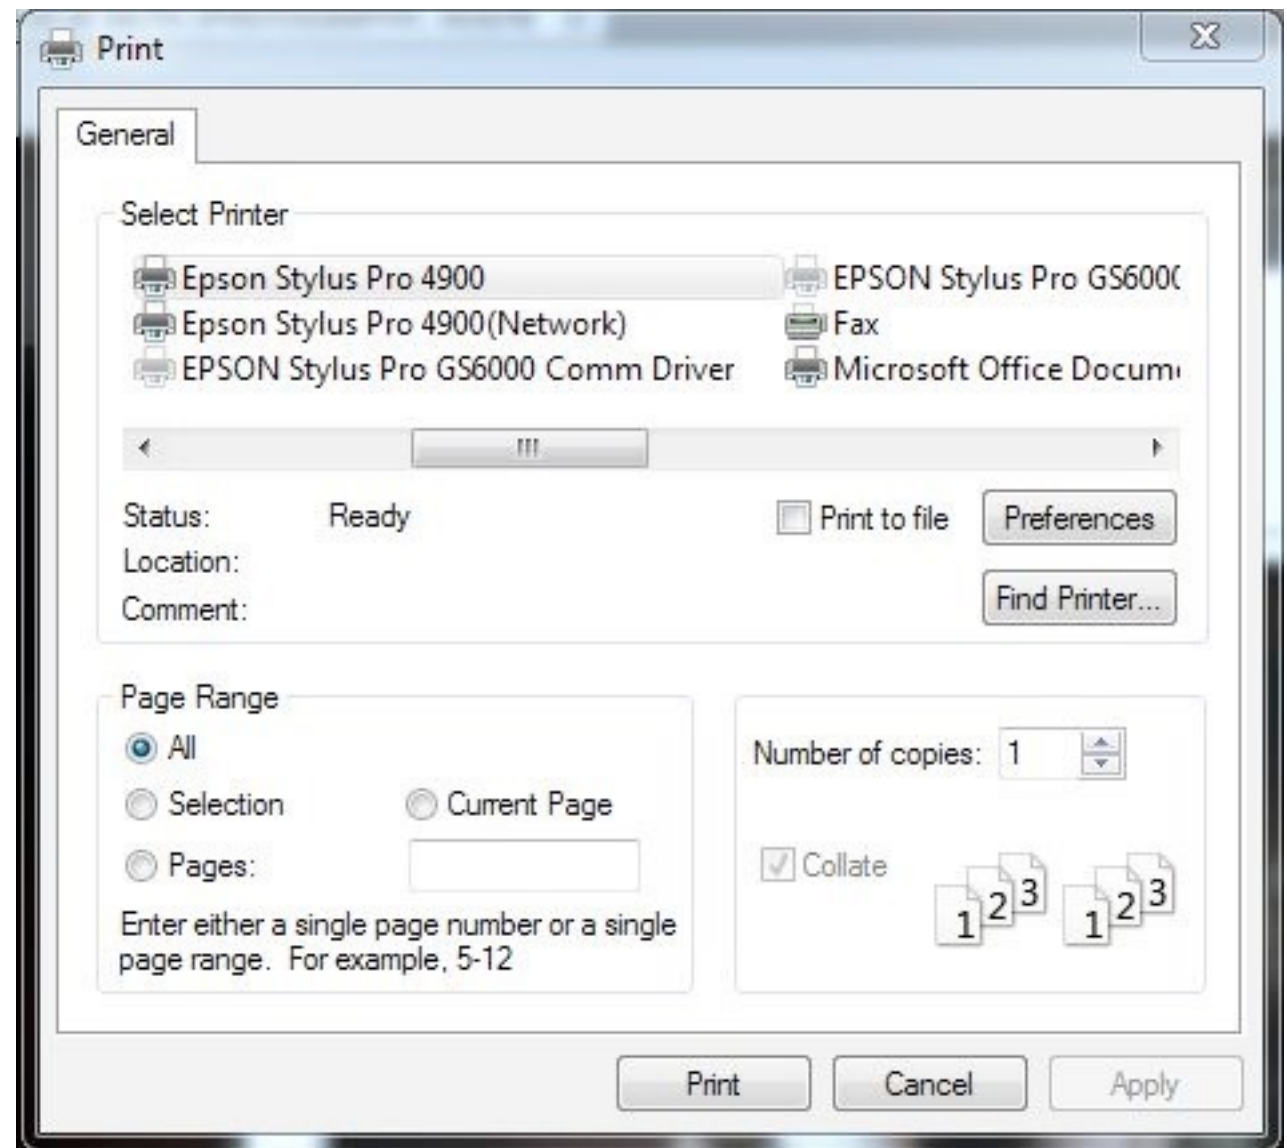 Print
General
Select Printer
Epson Stylus Pro 4900
EPSON Stylus Pro GS6000
Epson Stylus Pro 4900(Network)
Fax
EPSON Stylus Pro GS6000 Comm Driver
Microsoft Office Docum
Status: Ready
Print to file
Preferences
Location:
Find Printer...
Comment:
Page Range
All
Number of copies: 1
Selection
Current Page
Pages:
Collate
1 2 3 1 2 3
Enter either a single page number or a single
page range. For example, 5-12
Print
Cancel
Apply